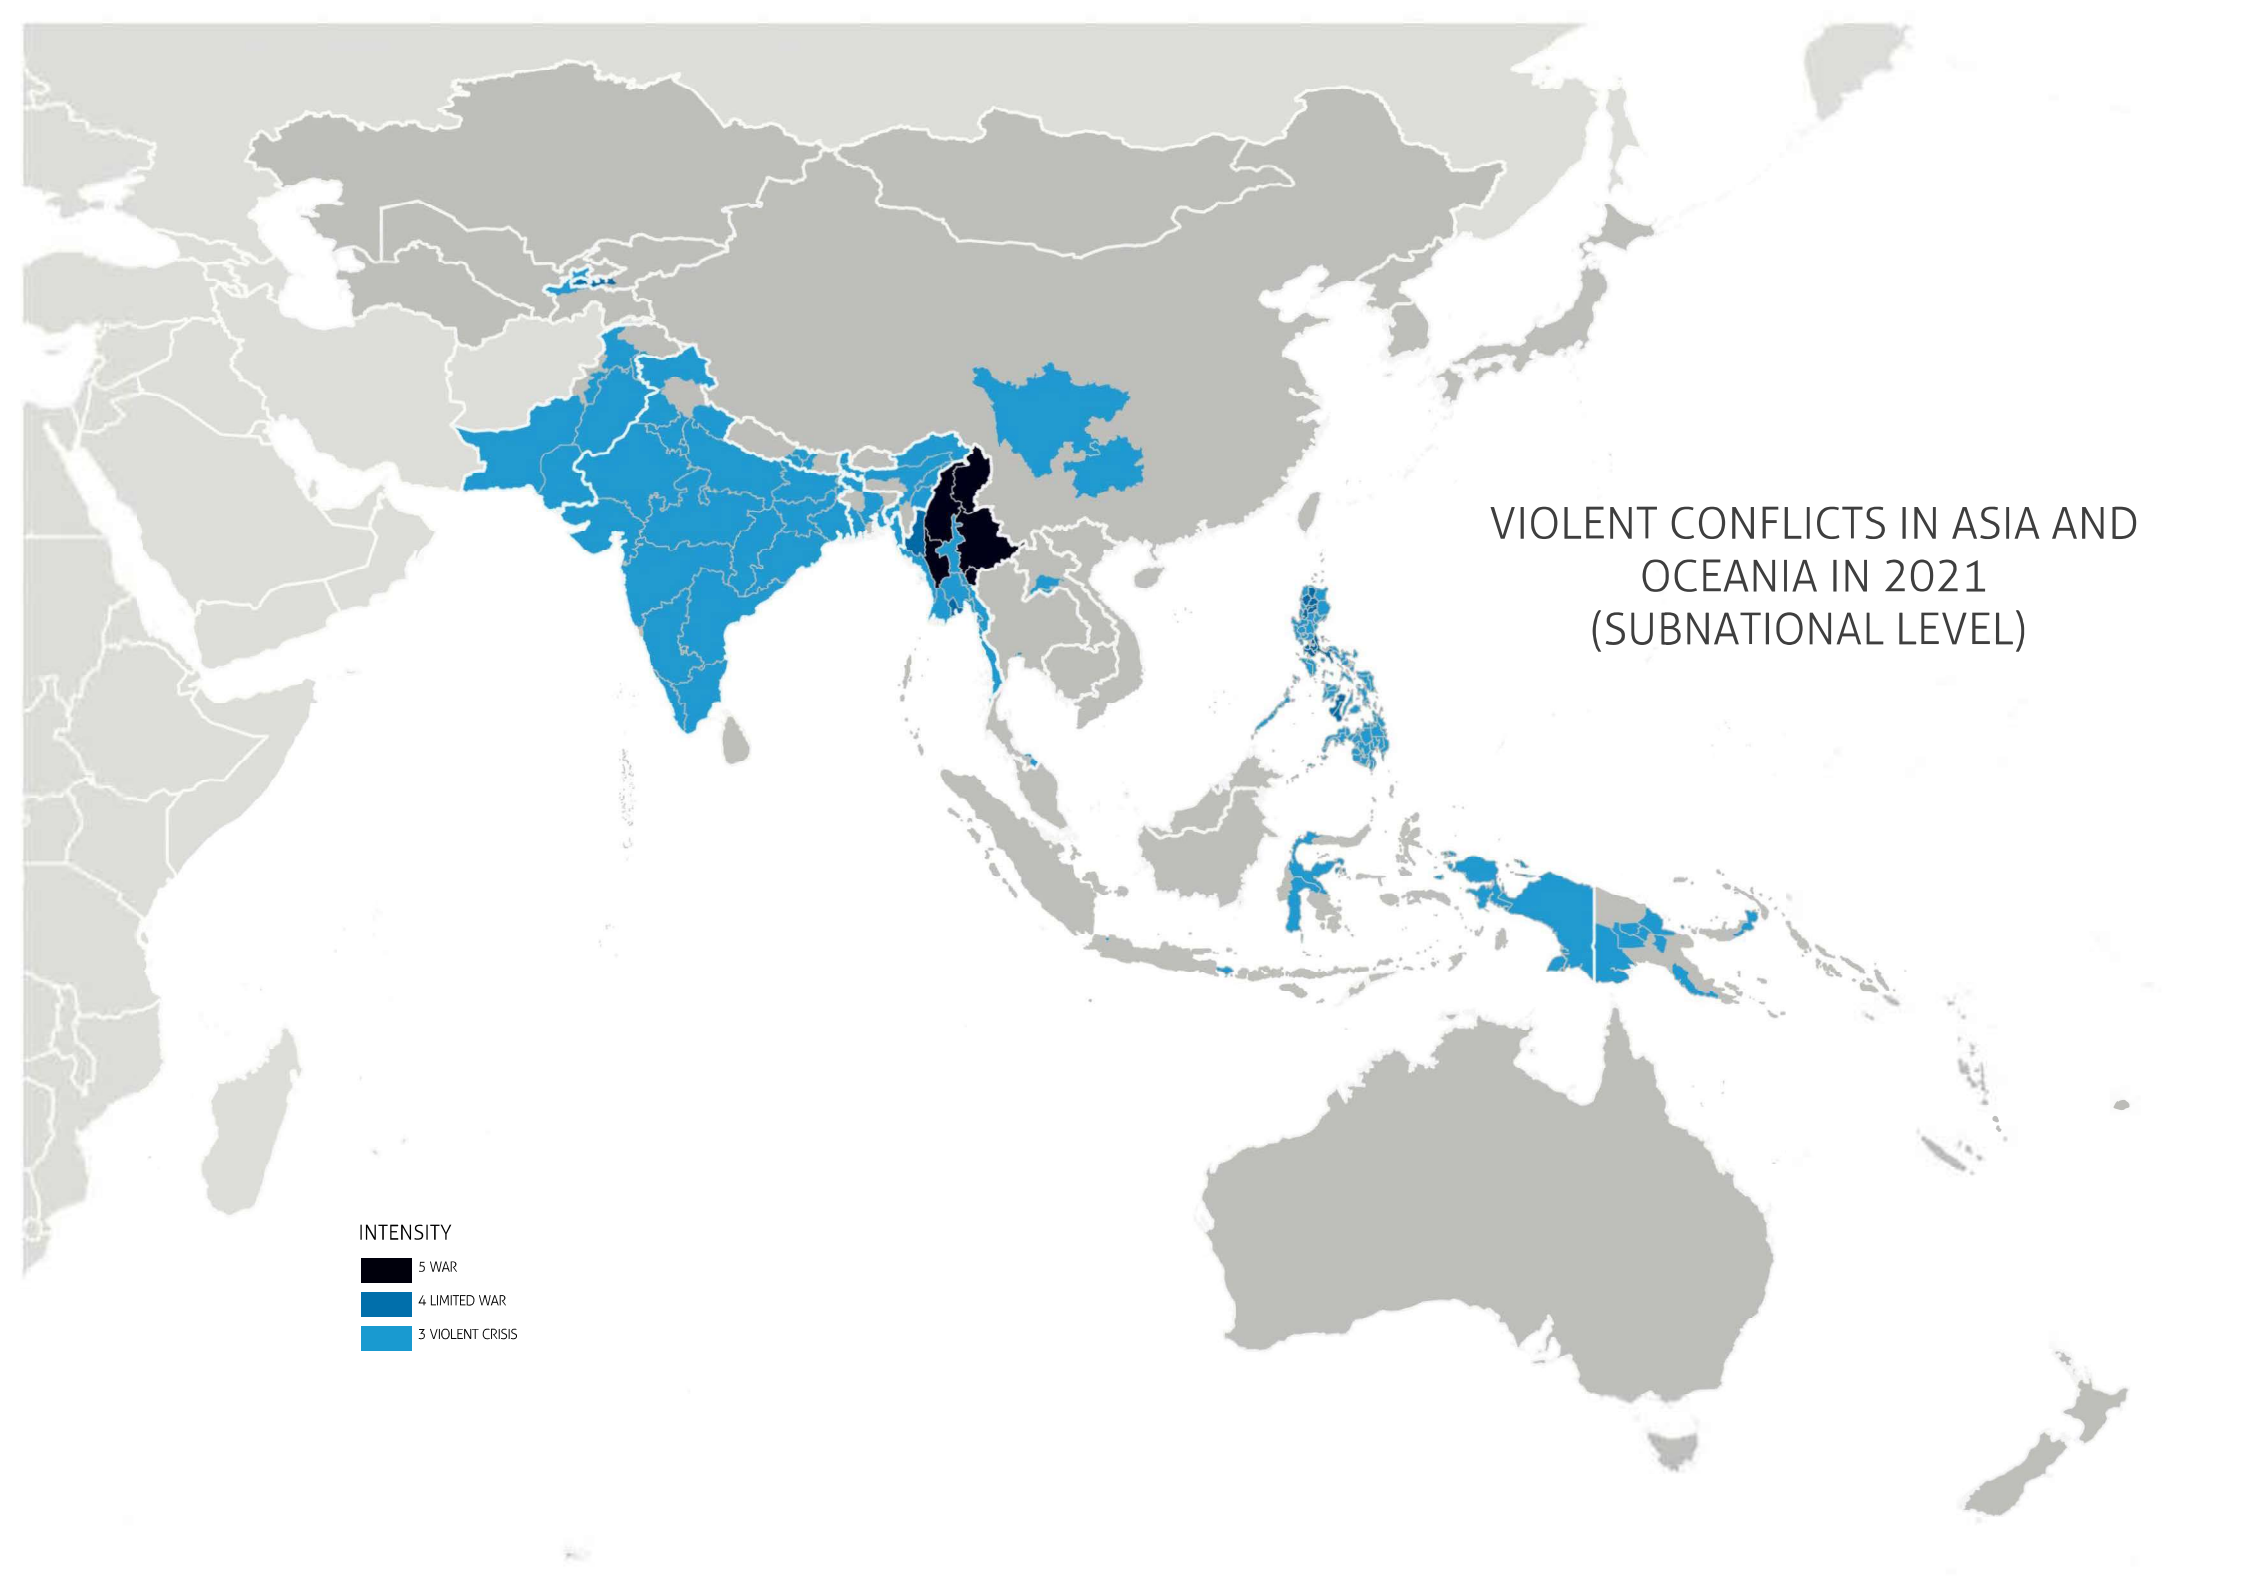 VIOLENT CONFLICTS IN ASIA AND
OCEANIA IN 2021
(SUBNATIONAL LEVEL)
INTENSITY
5 WAR
4 LIMITED WAR
3 VIOLENT CRISIS